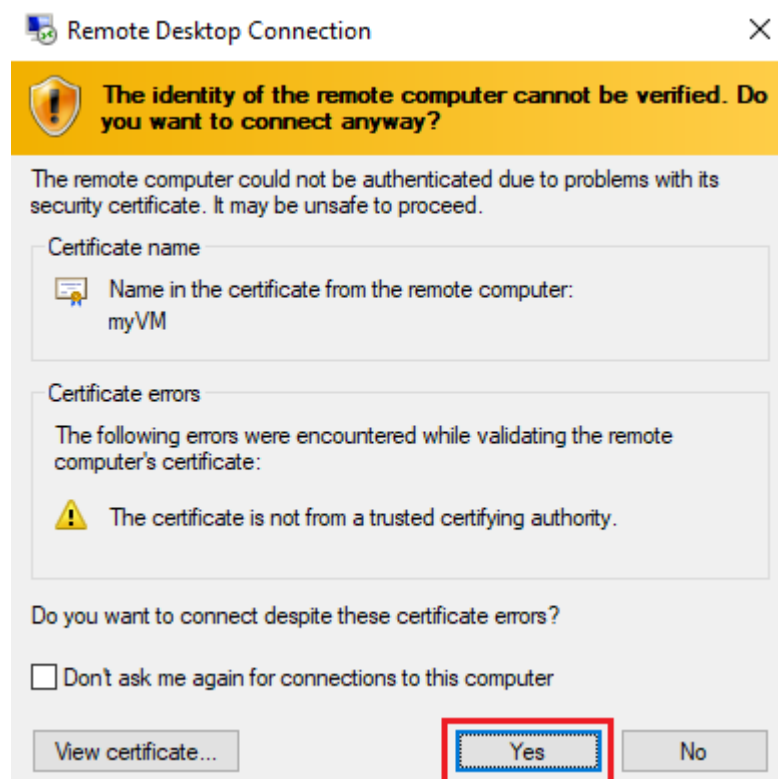 Remote Desktop Connection
The identity of the remote computer cannot be verified. Do
you want to connect anyway?
The remote computer could not be authenticated due to problems with its
security certificate. It may be unsafe to proceed.
Certificate name
Name in the certificate from the remote computer:
myVM
Certificate errors
The following errors were encountered while validating the remote
computer's certificate:
The certificate is not from a trusted certifying authority.
Do you want to connect despite these certificate errors?
Don't ask me again for connections to this computer
View certificate... Yes No